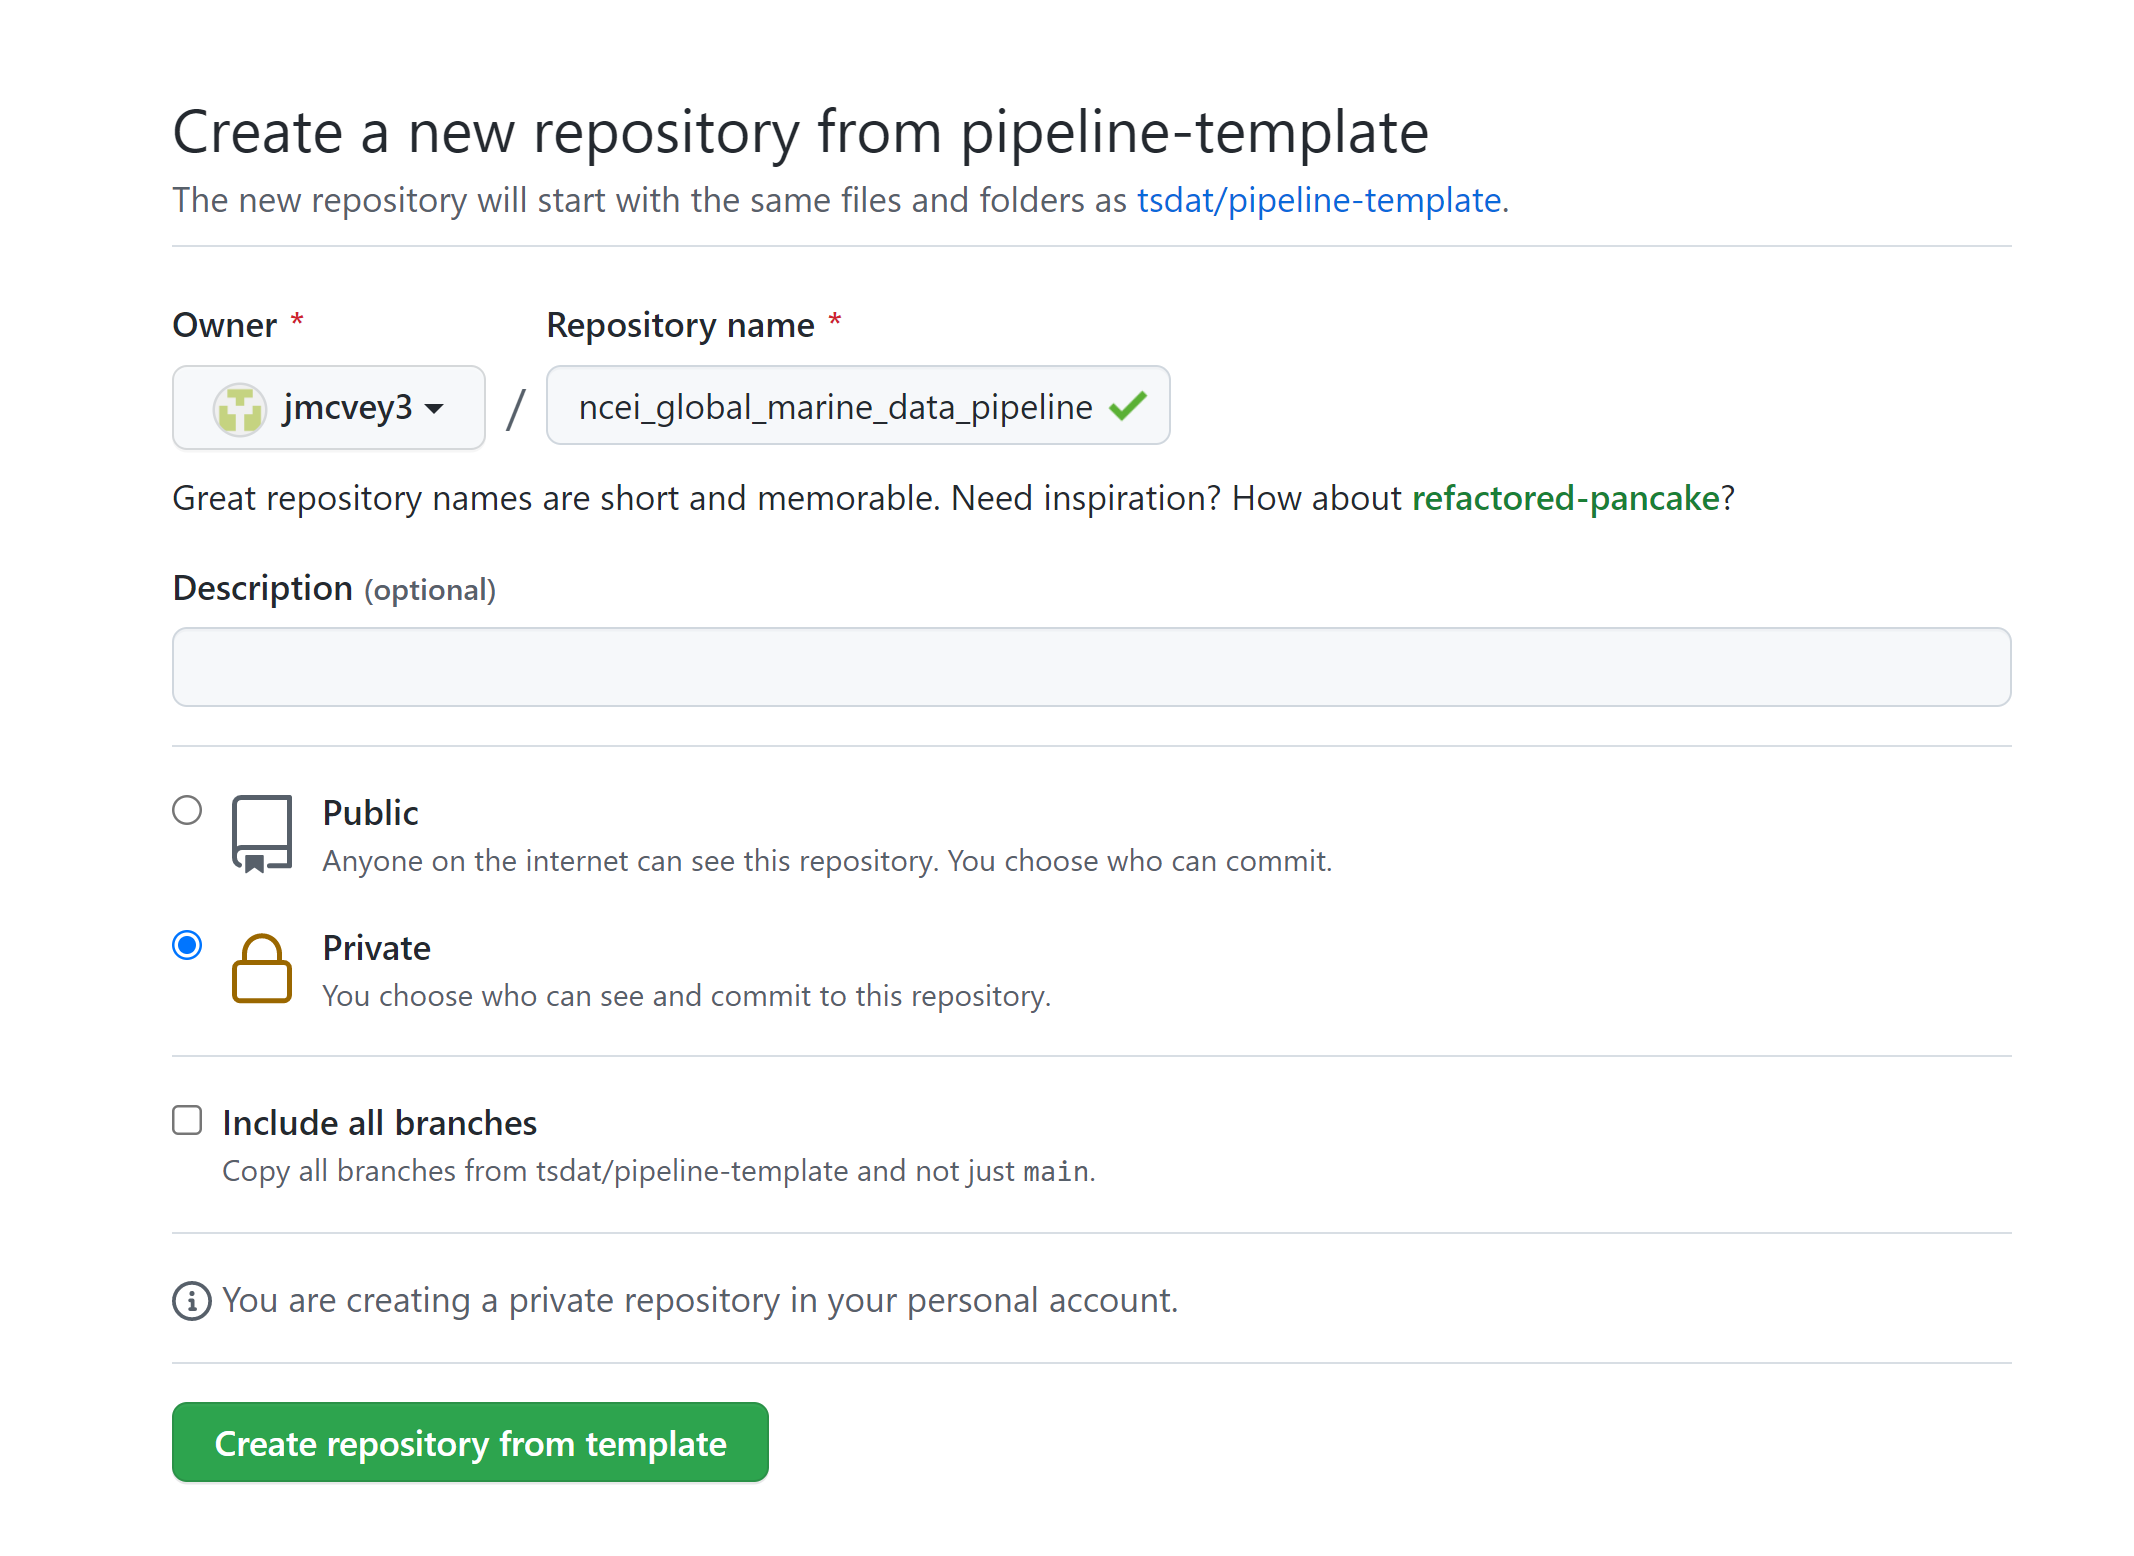 Create a new repository from pipeline-template
The new repository will start with the same files and folders as tsdat/pipeline-template.
Owner * Repository name *
jmcvey3 / ncei_global_marine_data_pipeline
Great repository names are short and memorable. Need inspiration? How about refactored-pancake?
Description (optional)
Public
Anyone on the internet can see this repository. You choose who can commit.
Private
You choose who can see and commit to this repository.
Include all branches
Copy all branches from tsdat/pipeline-template and not just main.
You are creating a private repository in your personal account.
Create repository from template